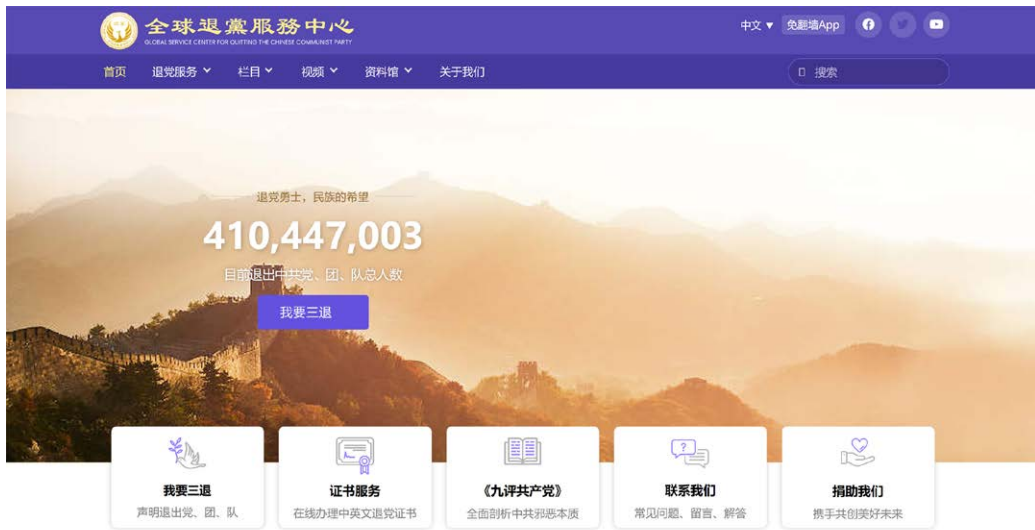 全球退黨服務中心
GLOBAL SERVICE CENTER FOR QUITTING THE CHINESE COMMUNIST PARTY
中文 ▼ 免翻墙App
首页 退党服务 栏目 视频 资料馆 关于我们
搜索
退党勇士，民族的希望
410,447,003
目前退出中共党、团、队总人数
我要三退
我要三退
声明退出党、团、队
证书服务
在线办理中英文退党证书
《九评共产党》
全面剖析中共邪恶本质
联系我们
常见问题、留言、解答
捐助我们
携手共创美好未来